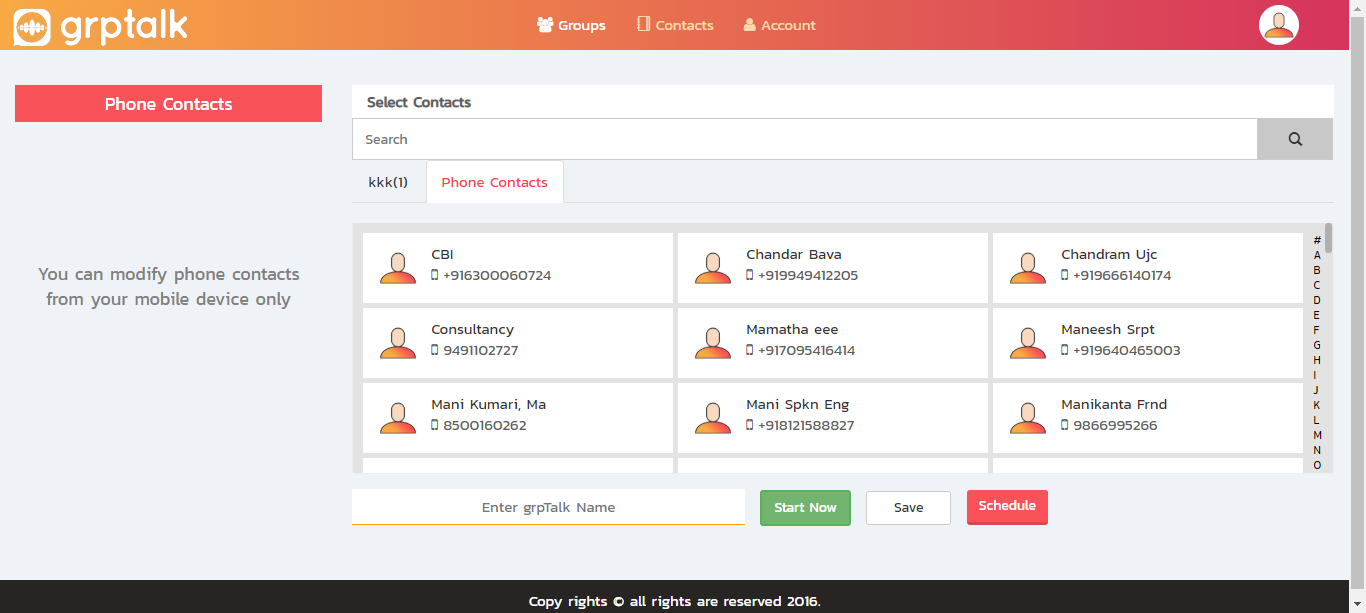 grptalk
Groups Contacts Account
Phone Contacts
You can modify phone contacts
from your mobile device only
Select Contacts
Search
kkk(1) Phone Contacts
CBI
+916300060724
Chandar Bava
+919949412205
Chandram Ujc
+919666140174
Consultancy
9491102727
Mamatha eee
+917095416414
Maneesh Srpt
+919640465003
Mani Kumari, Ma
8500160262
Mani Spkn Eng
+918121588827
Manikanta Frnd
9866995266
#
A
B
C
D
E
F
G
H
I
J
K
L
M
N
O
Enter grpTalk Name
Start Now
Save
Schedule
Copy rights © all rights are reserved 2016.